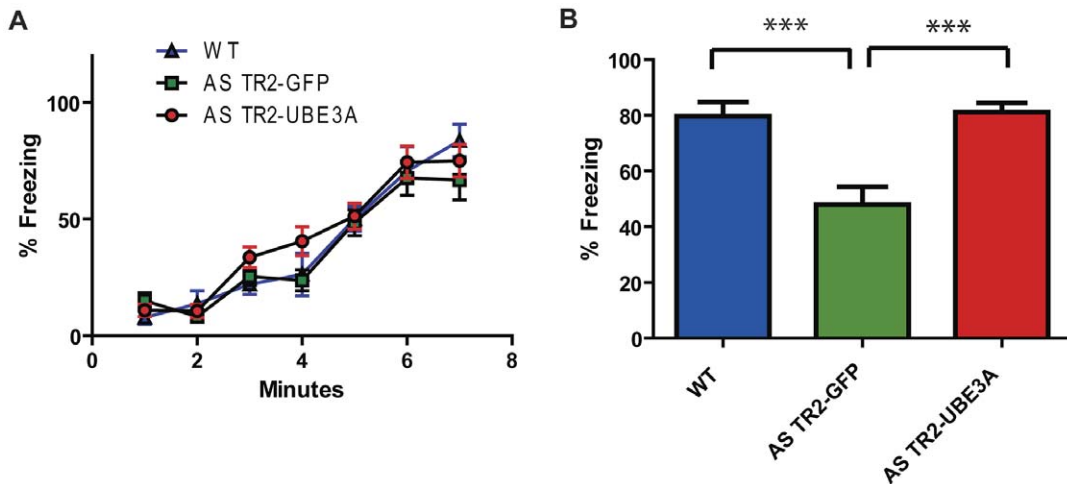 A
WT
AS TR2-GFP
AS TR2-UBE3A
% Freezing
100
50
0
0 2 4 6 8
Minutes
B
*** ***
% Freezing
100
80
60
40
20
0
WT
AS TR2-GFP
AS TR2-UBE3A